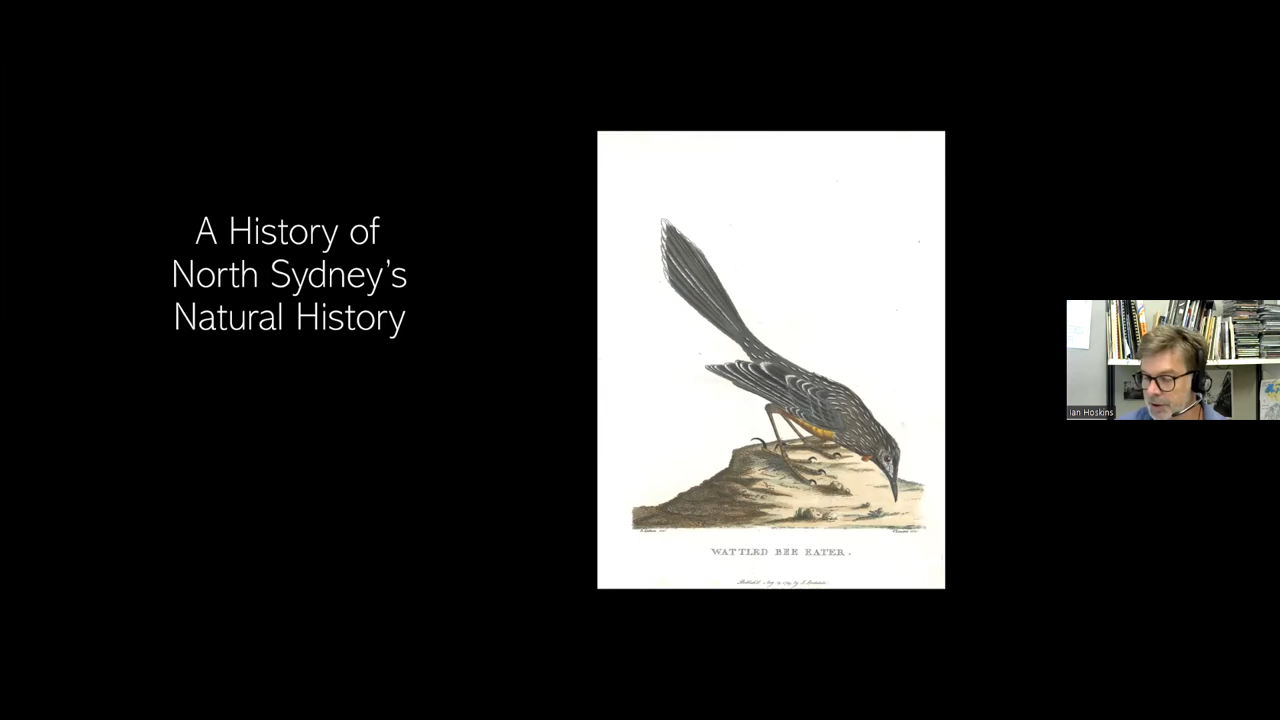 A History of
North Sydney's
Natural History
WATTLED BEE EATER.
Ian Hoskins